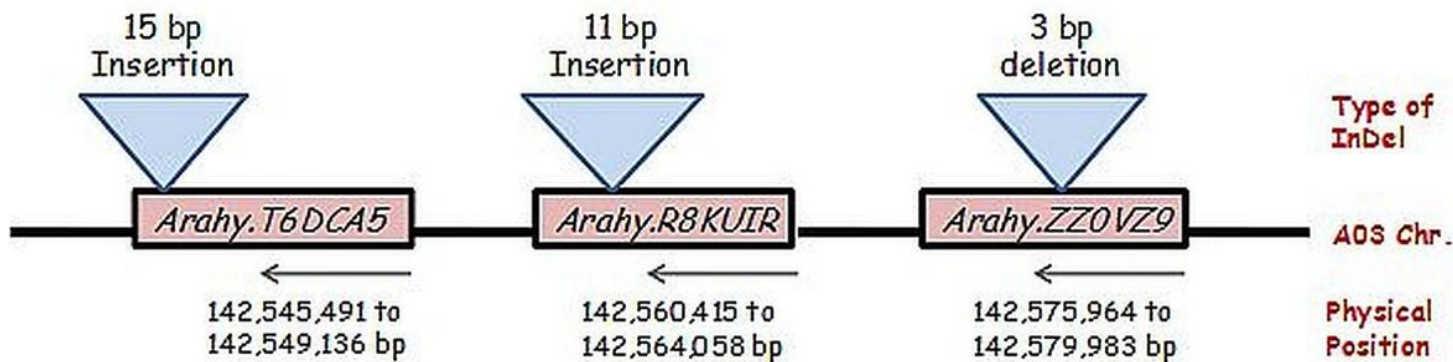 15 bp
Insertion
11 bp
Insertion
3 bp
deletion
Type of
InDel
Arahy.T6DCA5
Arahy.R8KUIR
Arahy.ZZ0VZ9
A03 Chr.
142,545,491 to
142,549,136 bp
142,560,415 to
142,564,058 bp
142,575,964 to
142,579,983 bp
Physical
Position